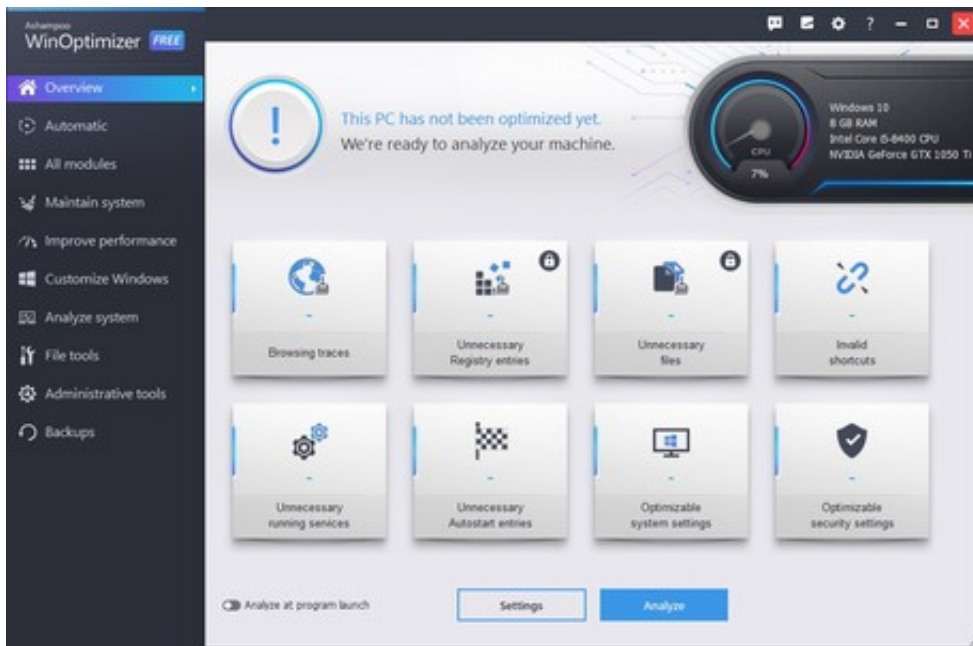 Ashampoo
WinOptimizer FREE
Overview
Automatic
All modules
Maintain system
Improve performance
Customize Windows
Analyze system
File tools
Administrative tools
Backups
?
!
This PC has not been optimized yet.
We're ready to analyze your machine.
CPU
7%
Windows 10
8 GB RAM
Intel Core i5-8400 CPU
NVIDIA GeForce GTX 1050 Ti
-
Browsing traces
-
Unnecessary
Registry entries
-
Unnecessary
files
-
Invalid
shortcuts
-
Unnecessary
running services
-
Unnecessary
Autostart entries
-
Optimizable
system settings
-
Optimizable
security settings
Analyze at program launch
Settings
Analyze